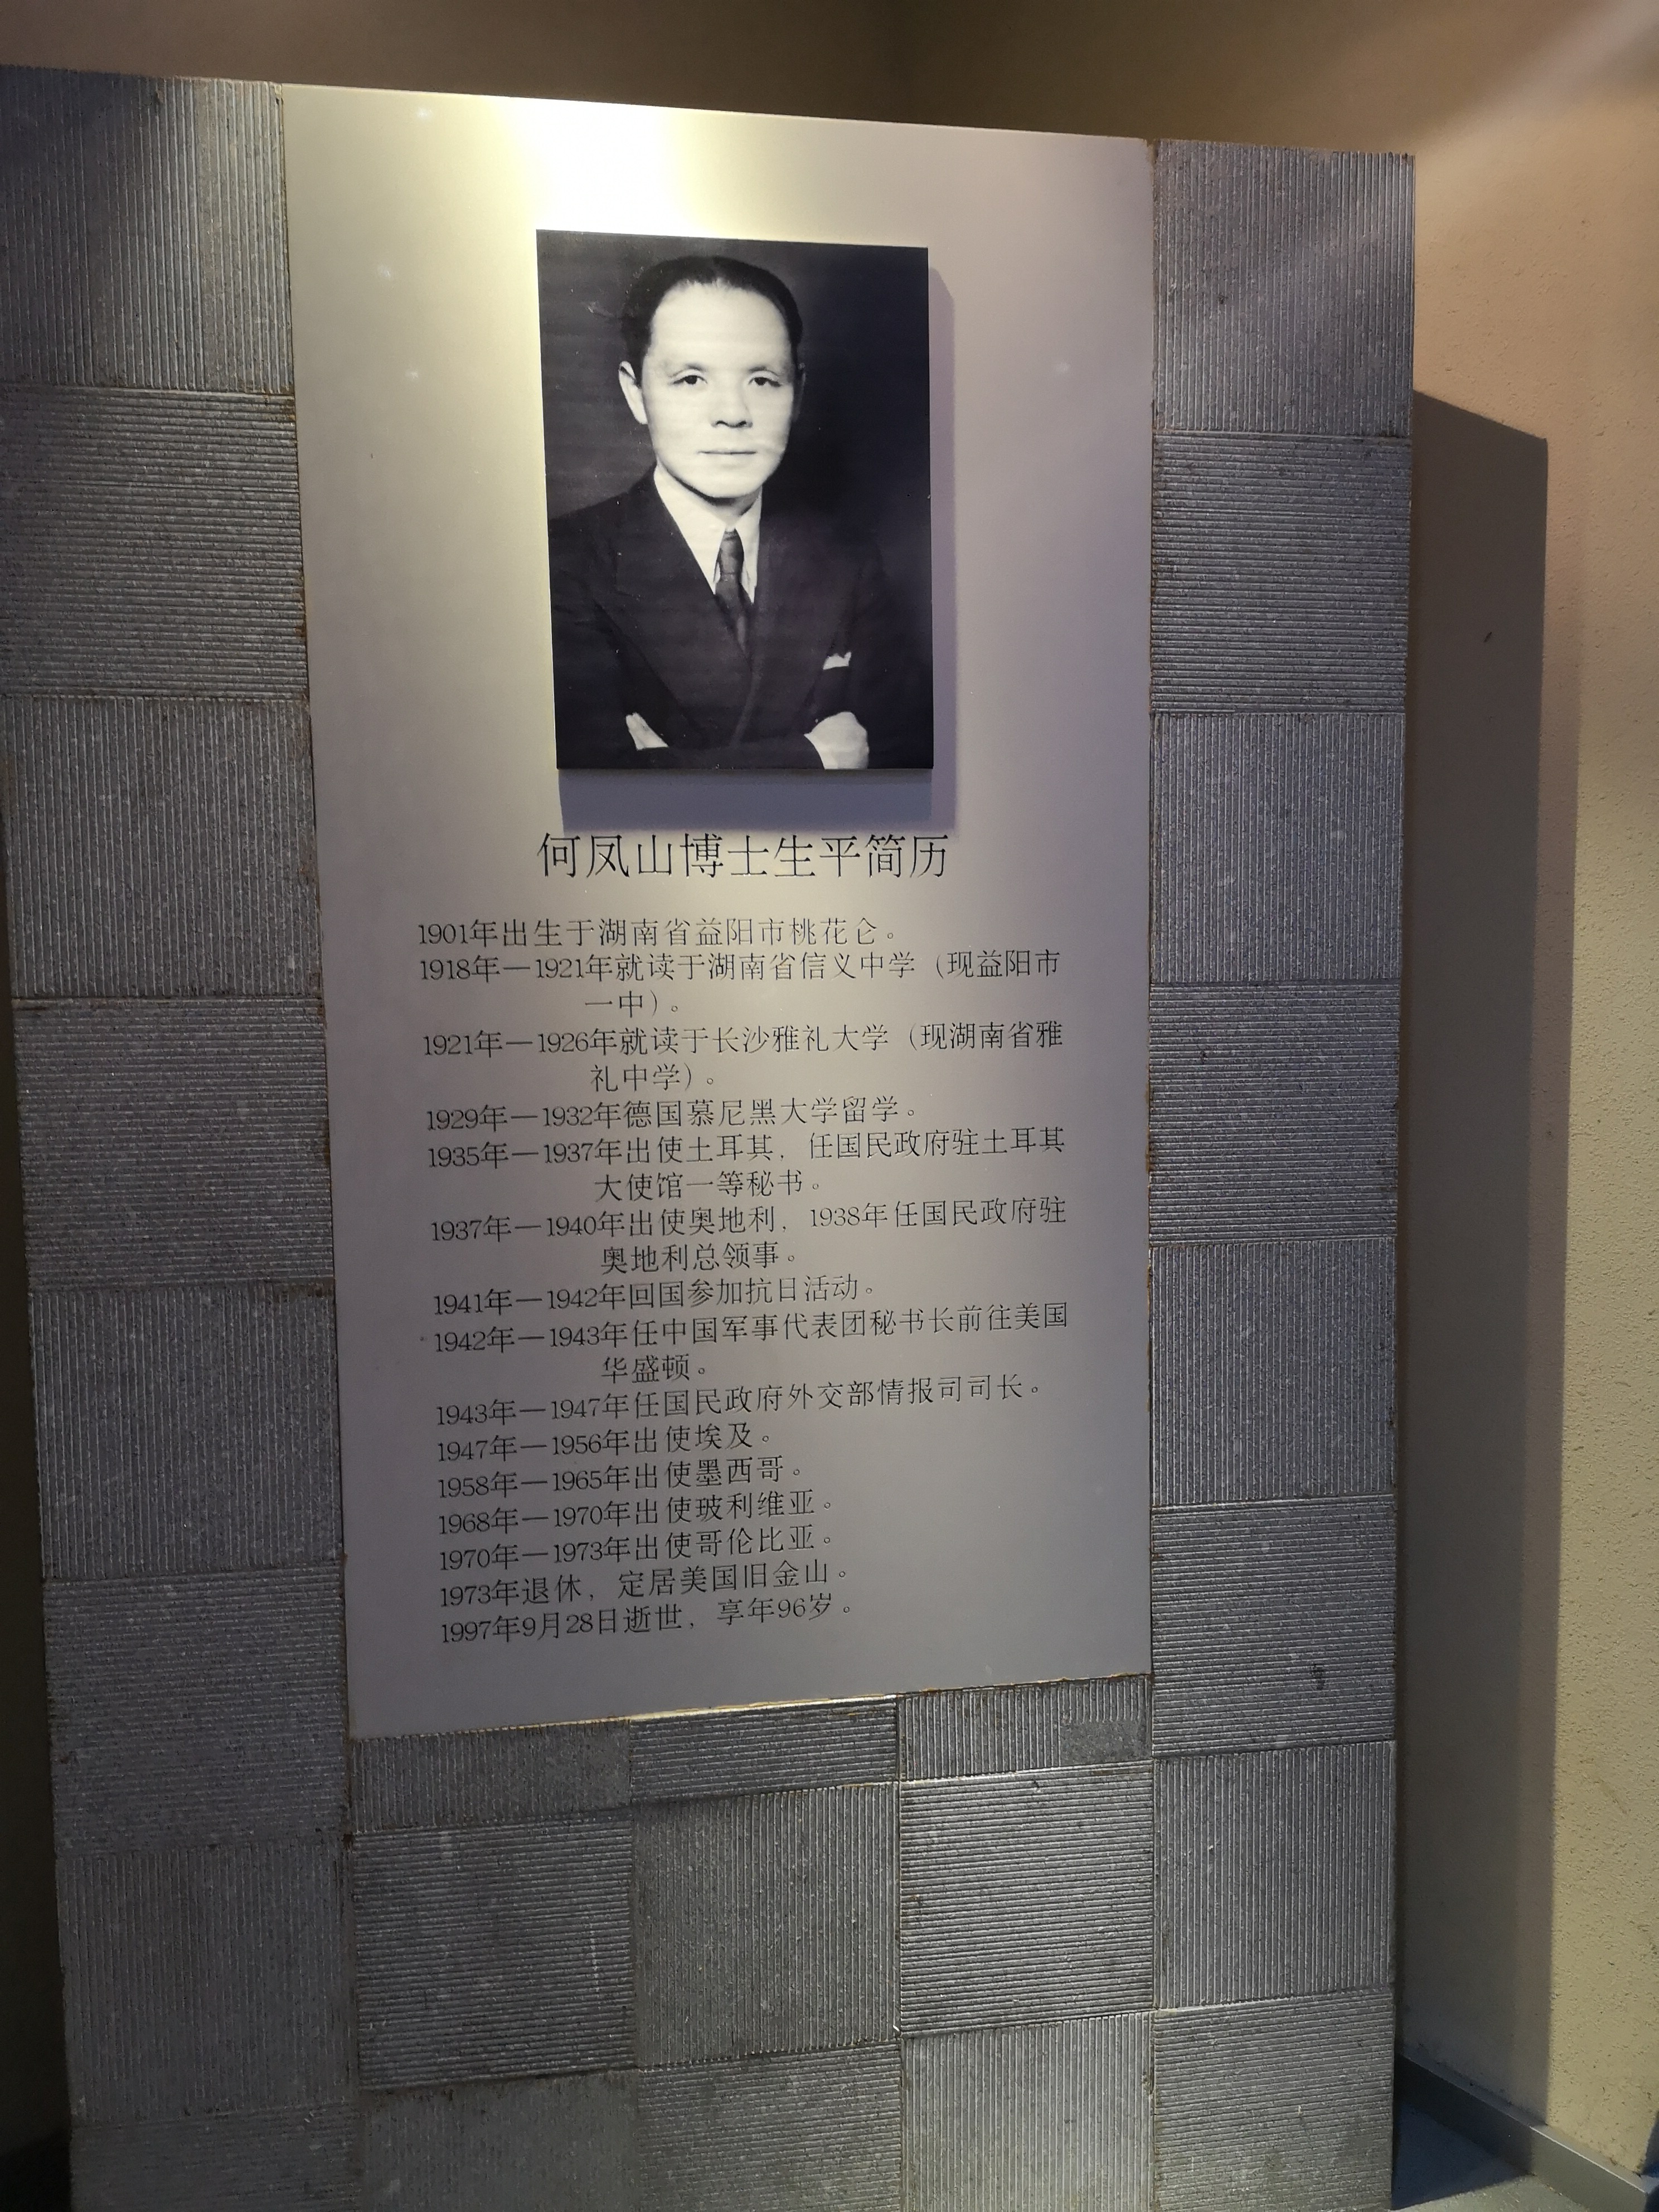 何凤山博士生平简历
1901年出生于湖南省益阳市桃花仑。
1918年—1921年就读于湖南省信义中学（现益阳市
一中）。
1921年—1926年就读于长沙雅礼大学（现湖南省雅
礼中学）。
1929年—1932年德国慕尼黑大学留学。
1935年—1937年出使土耳其，任国民政府驻土耳其
大使馆一等秘书。
1937年—1940年出使奥地利，1938年任国民政府驻
奥地利总领事。
1941年—1942年回国参加抗日活动。
1942年—1943年任中国军事代表团秘书长前往美国
华盛顿。
1943年—1947年任国民政府外交部情报司司长。
1947年—1956年出使埃及。
1958年—1965年出使墨西哥。
1968年—1970年出使玻利维亚。
1970年—1973年出使哥伦比亚。
1973年退休，定居美国旧金山。
1997年9月28日逝世，享年96岁。